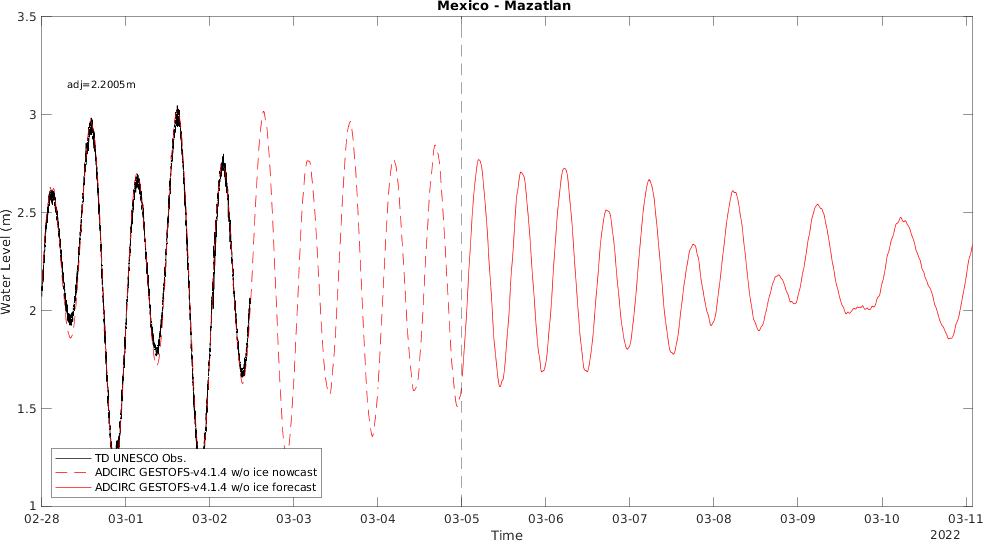 Mexico - Mazatlan
3.5
3
2.5
2
1.5
1
Water Level (m)
adj=2.2005m
TD UNESCO Obs.
ADCIRC GESTOFS-v4.1.4 w/o ice nowcast
ADCIRC GESTOFS-v4.1.4 w/o ice forecast
02-28 03-01 03-02 03-03 03-04 03-05 03-06 03-07 03-08 03-09 03-10 03-11
Time
2022